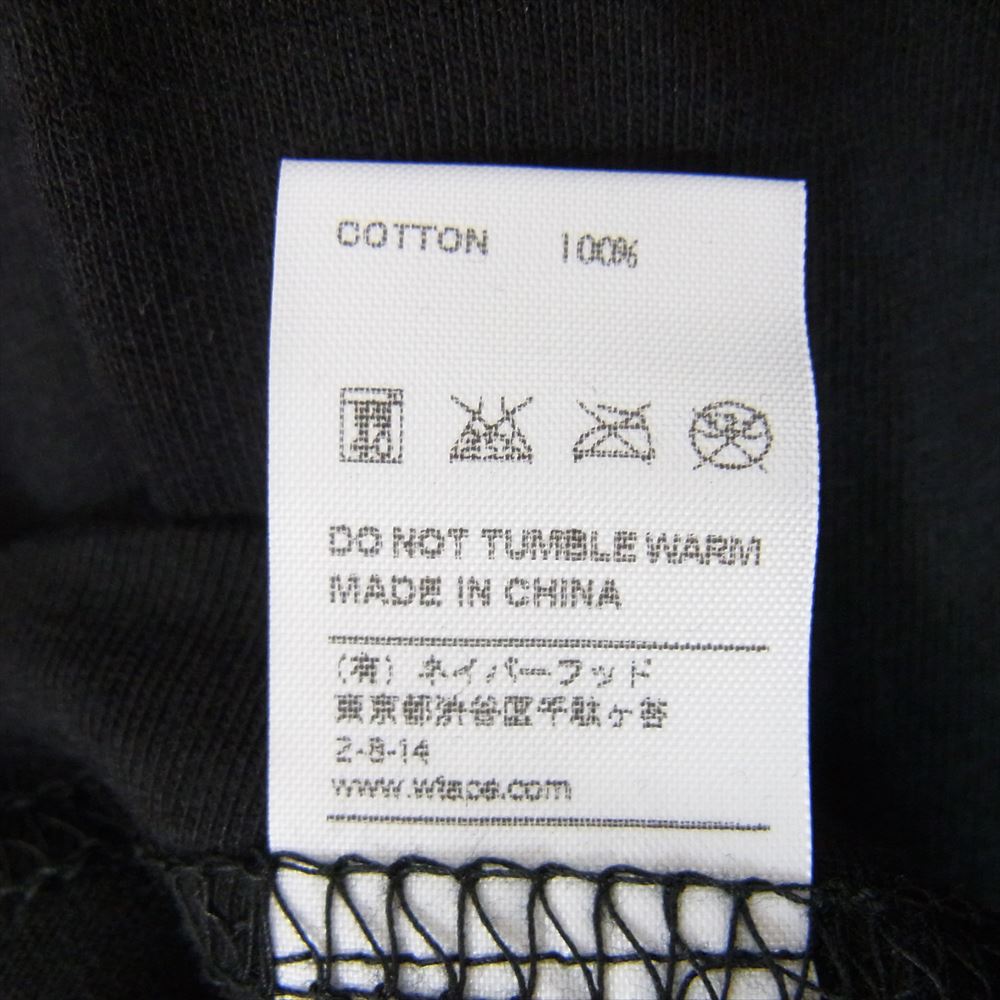 COTTON 100%
DO NOT TUMBLE WARM
MADE IN CHINA
(有) ネイバーフッド
東京都渋谷区千駄ヶ谷
2-8-14
www.wtaps.com